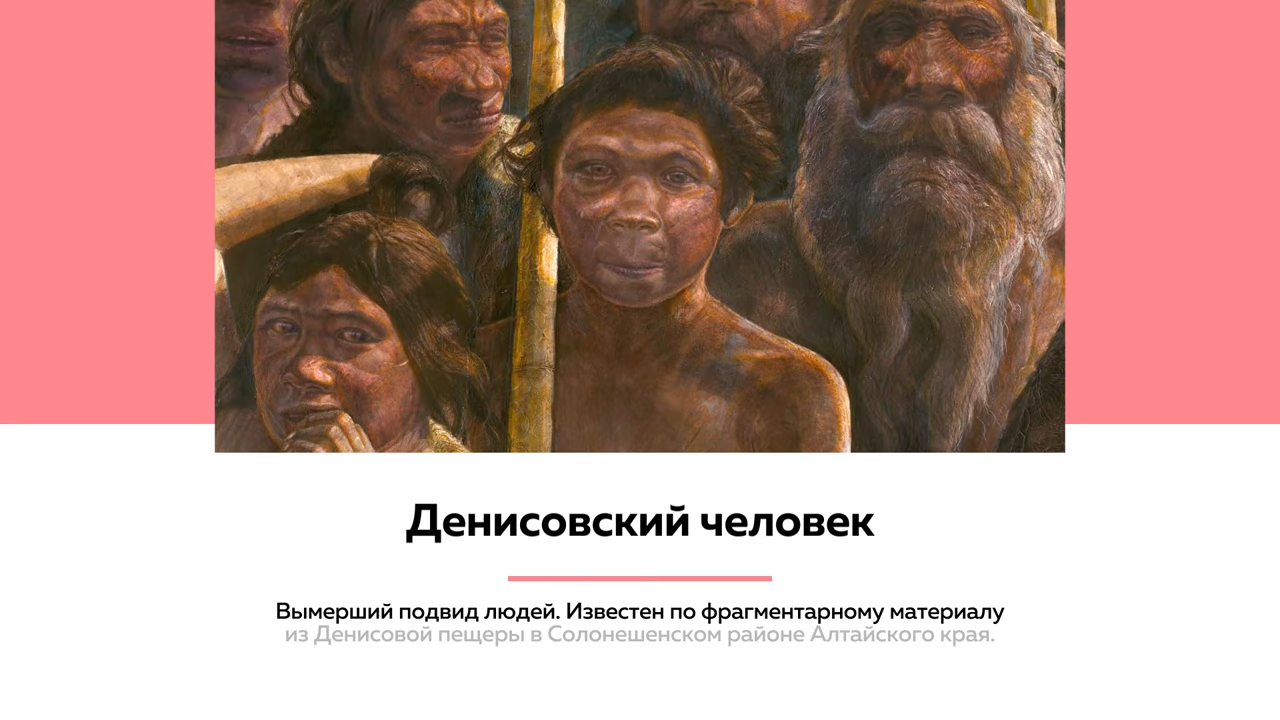 Денисовский человек
Вымерший подвид людей. Известен по фрагментарному материалу
из Денисовой пещеры в Солонешенском районе Алтайского края.